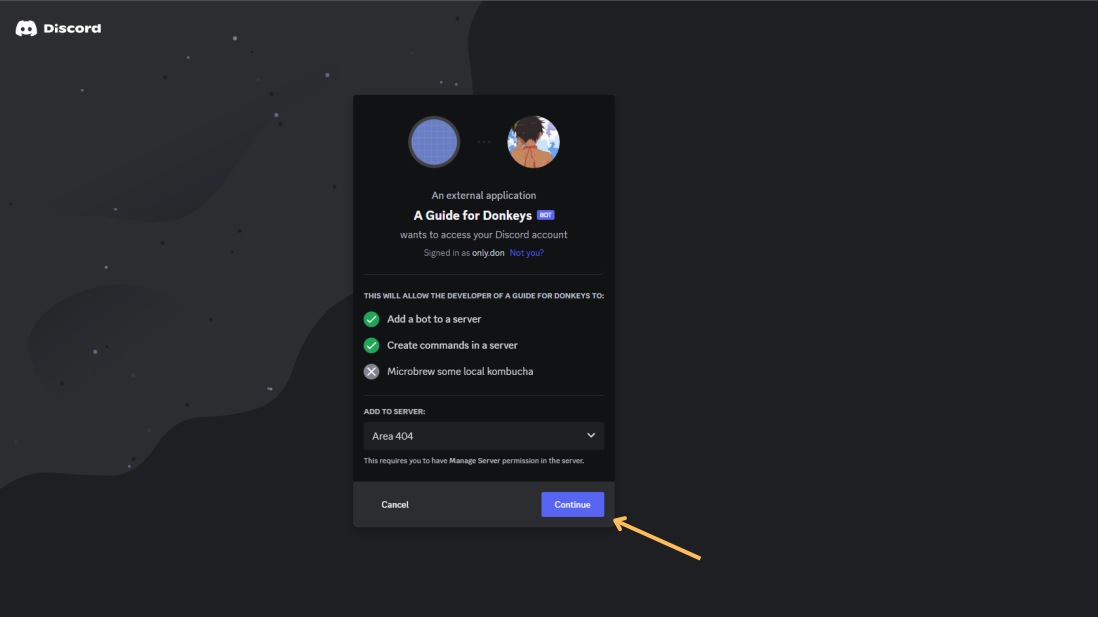 Discord
An external application
A Guide for Donkeys BOT
wants to access your Discord account
Signed in as only.don Not you?
THIS WILL ALLOW THE DEVELOPER OF A GUIDE FOR DONKEYS TO:
Add a bot to a server
Create commands in a server
Microbrew some local kombucha
ADD TO SERVER:
Area 404
This requires you to have Manage Server permission in the server.
Cancel Continue